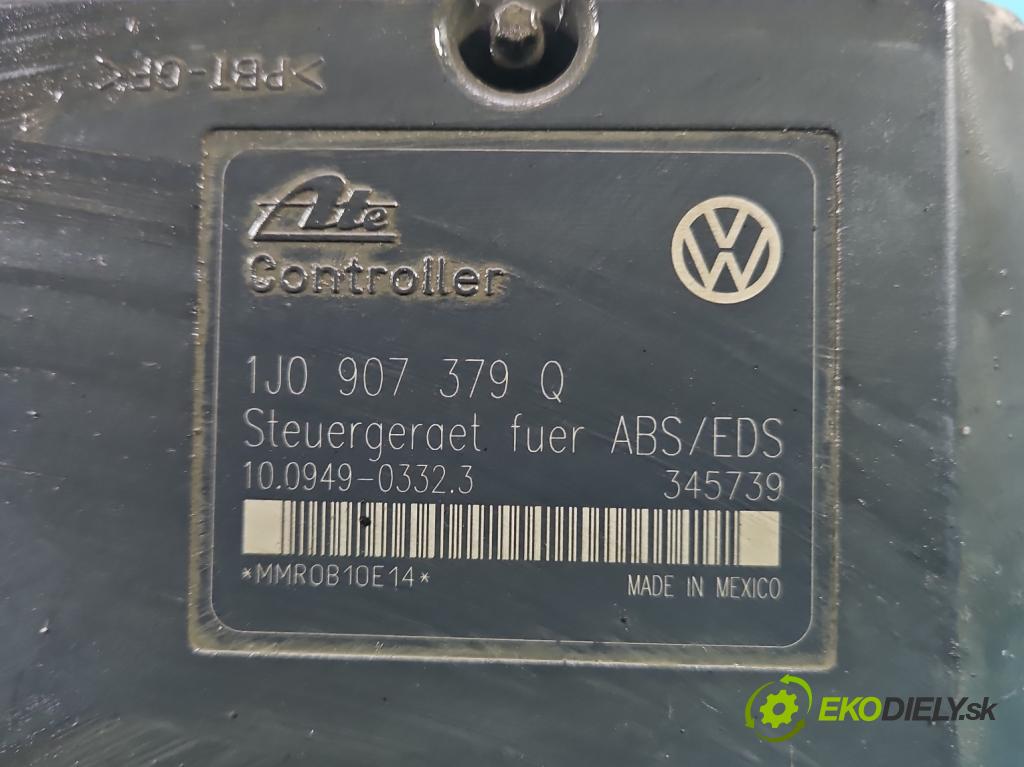 >PBT-GF<
Ate
Controller
1J0 907 379 Q
Steuergeraet fuer ABS/EDS
10.0949-0332.3 345739
*MMR0B10E14* MADE IN MEXICO
EKODIELY.sk